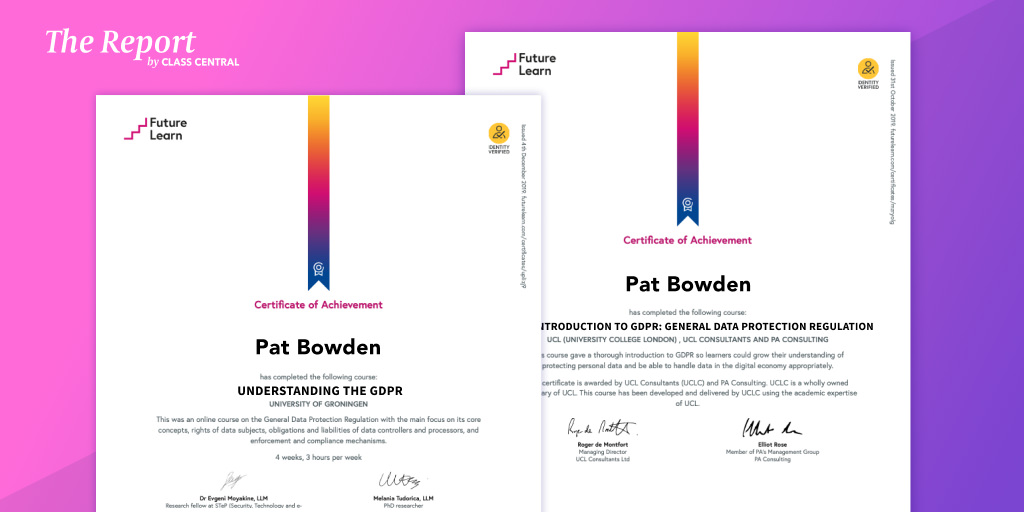 The Report
by CLASS CENTRAL
Future
Learn
IDENTITY
VERIFIED
Issued 4th December 2019. futurelearn.com/certificates/
Certificate of Achievement
Pat Bowden
has completed the following course:
UNDERSTANDING THE GDPR
UNIVERSITY OF GRONINGEN
This was an online course on the General Data Protection Regulation with the main focus on its core
concepts, rights of data subjects, obligations and liabilities of data controllers and processors, and
enforcement and compliance mechanisms.
4 weeks, 3 hours per week
Dr Evgeni Moyakine, LLM
Research fellow at STeP (Security, Technology and e-
Melania Tudorica, LLM
PhD researcher
Future
Learn
IDENTITY
VERIFIED
Issued 31st October 2019. futurelearn.com/certificates/
Certificate of Achievement
Pat Bowden
has completed the following course:
NTRODUCTION TO GDPR: GENERAL DATA PROTECTION REGULATION
UCL (UNIVERSITY COLLEGE LONDON) , UCL CONSULTANTS AND PA CONSULTING
s course gave a thorough introduction to GDPR so learners could grow their understanding of
protecting personal data and be able to handle data in the digital economy appropriately.
certificate is awarded by UCL Consultants (UCLC) and PA Consulting. UCLC is a wholly owned
ary of UCL. This course has been developed and delivered by UCLC using the academic expertise
of UCL.
Roger de Montfort
Managing Director
UCL Consultants Ltd
Elliot Rose
Member of PA's Management Group
PA Consulting